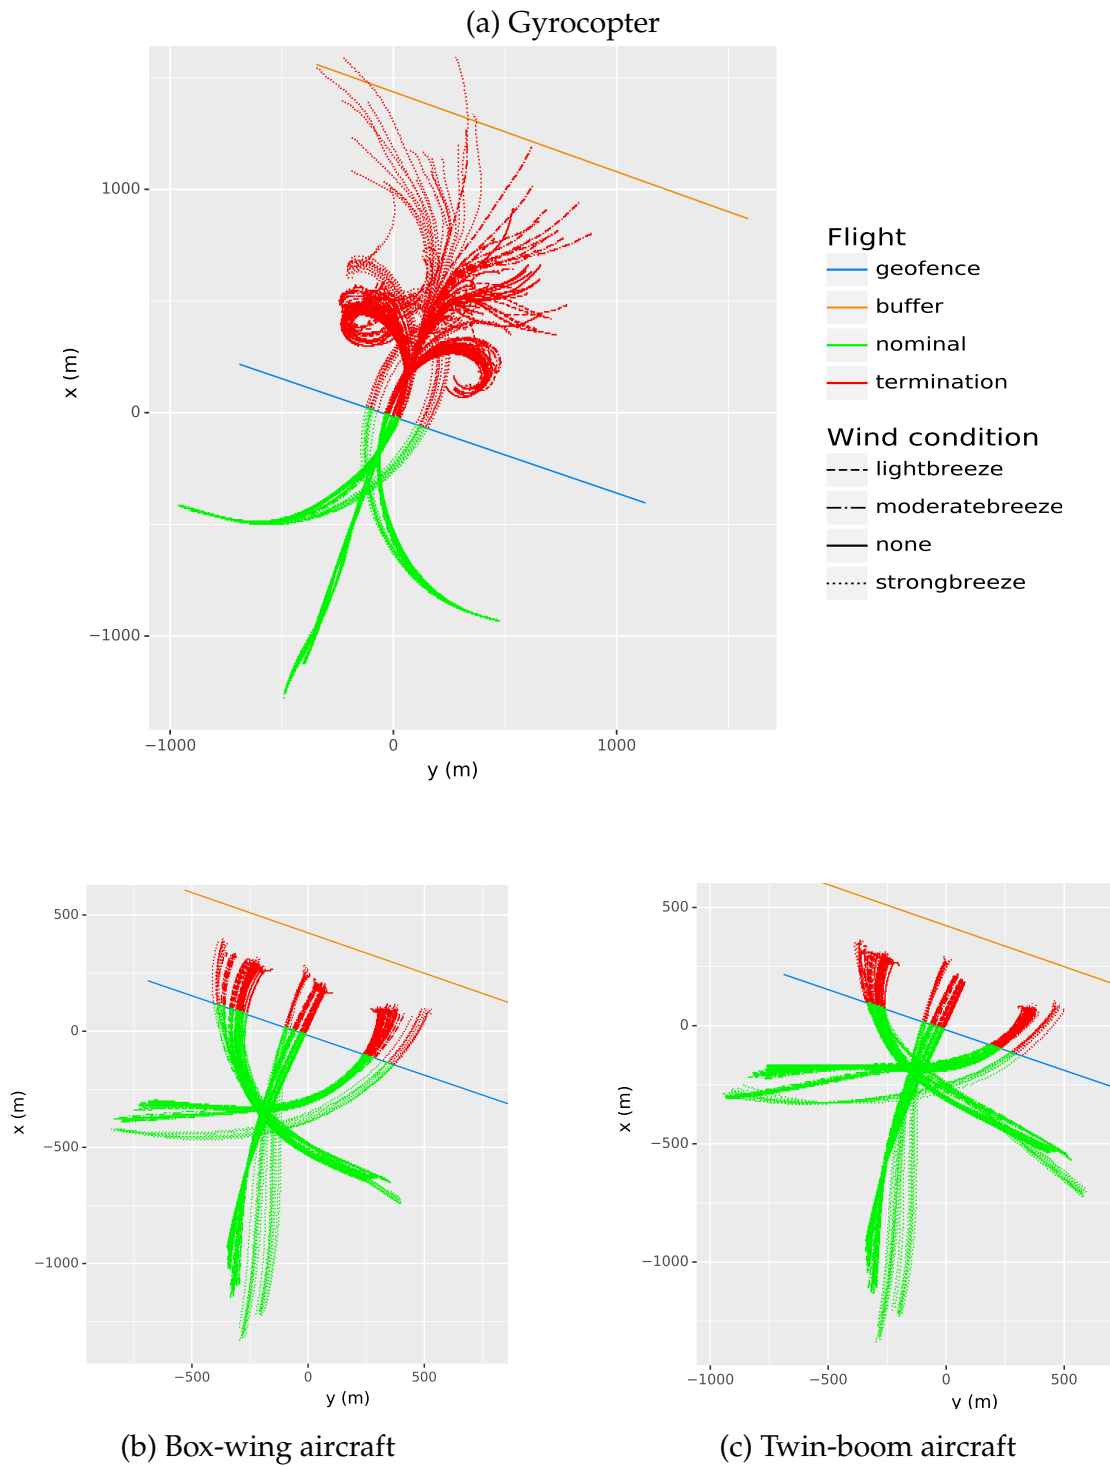 (a) Gyrocopter
1000
0
−1000
x (m)
−1000
0
1000
y (m)
Flight
geofence
buffer
nominal
termination
Wind condition
lightbreeze
moderatebreeze
none
strongbreeze
500
0
−500
−1000
x (m)
−500
0
500
y (m)
(b) Box-wing aircraft
500
0
−500
−1000
x (m)
−1000
−500
0
500
y (m)
(c) Twin-boom aircraft